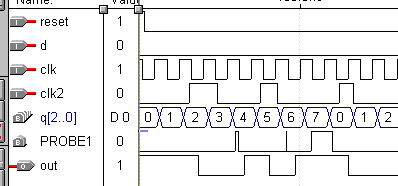 Name: Value
reset 1
d 0
clk 1
clk2 0
q[2..0] D 0 0 1 2 3 4 5 6 7 0 1 2
PROBE1 0
out 1